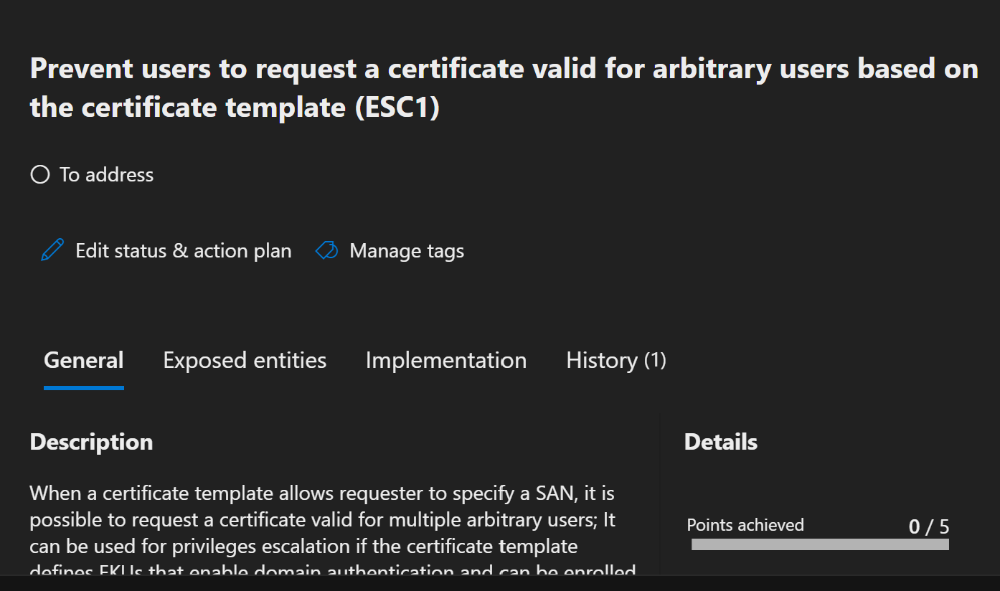 Prevent users to request a certificate valid for arbitrary users based on
the certificate template (ESC1)
To address
Edit status & action plan
Manage tags
General
Exposed entities
Implementation
History (1)
Description
Details
When a certificate template allows requester to specify a SAN, it is
possible to request a certificate valid for multiple arbitrary users; It
can be used for privileges escalation if the certificate template
defines EKUs that enable domain authentication and can be enrolled
Points achieved
0 / 5